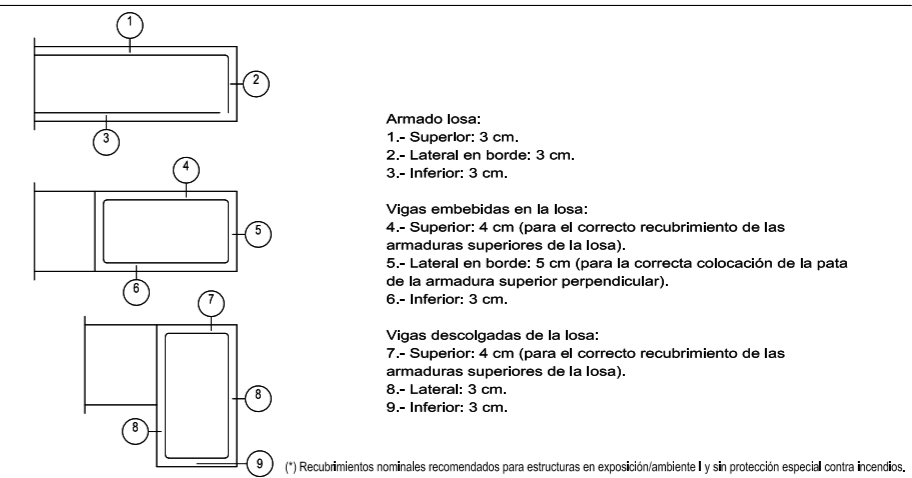 1
2
3
Armado losa:
1.- Superior: 3 cm.
2.- Lateral en borde: 3 cm.
3.- Inferior: 3 cm.
4
5
6
Vigas embebidas en la losa:
4.- Superior: 4 cm (para el correcto recubrimiento de las
armaduras superiores de la losa).
5.- Lateral en borde: 5 cm (para la correcta colocación de la pata
de la armadura superior perpendicular).
6.- Inferior: 3 cm.
7
8
8
9
Vigas descolgadas de la losa:
7.- Superior: 4 cm (para el correcto recubrimiento de las
armaduras superiores de la losa).
8.- Lateral: 3 cm.
9.- Inferior: 3 cm.
(*) Recubrimientos nominales recomendados para estructuras en exposición/ambiente I y sin protección especial contra incendios.